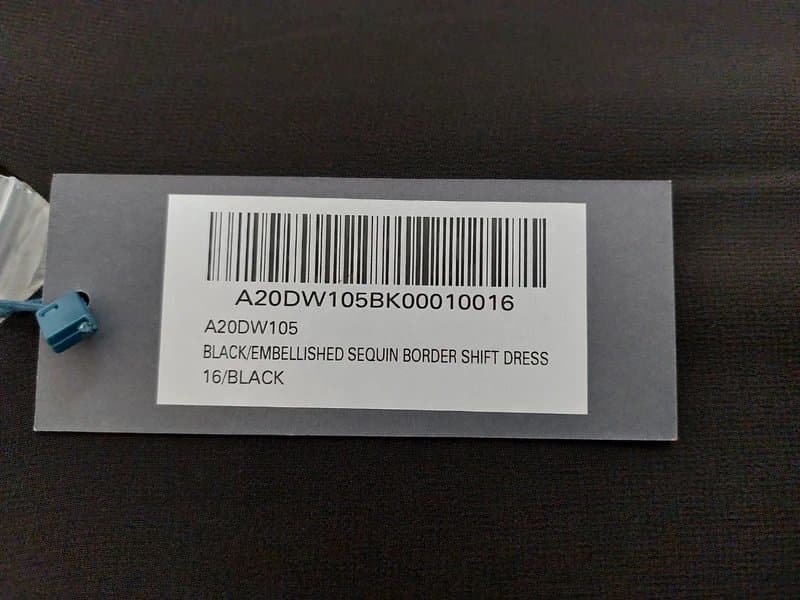 A20DW105BK00010016
A20DW105
BLACK/EMBELLISHED SEQUIN BORDER SHIFT DRESS
16/BLACK